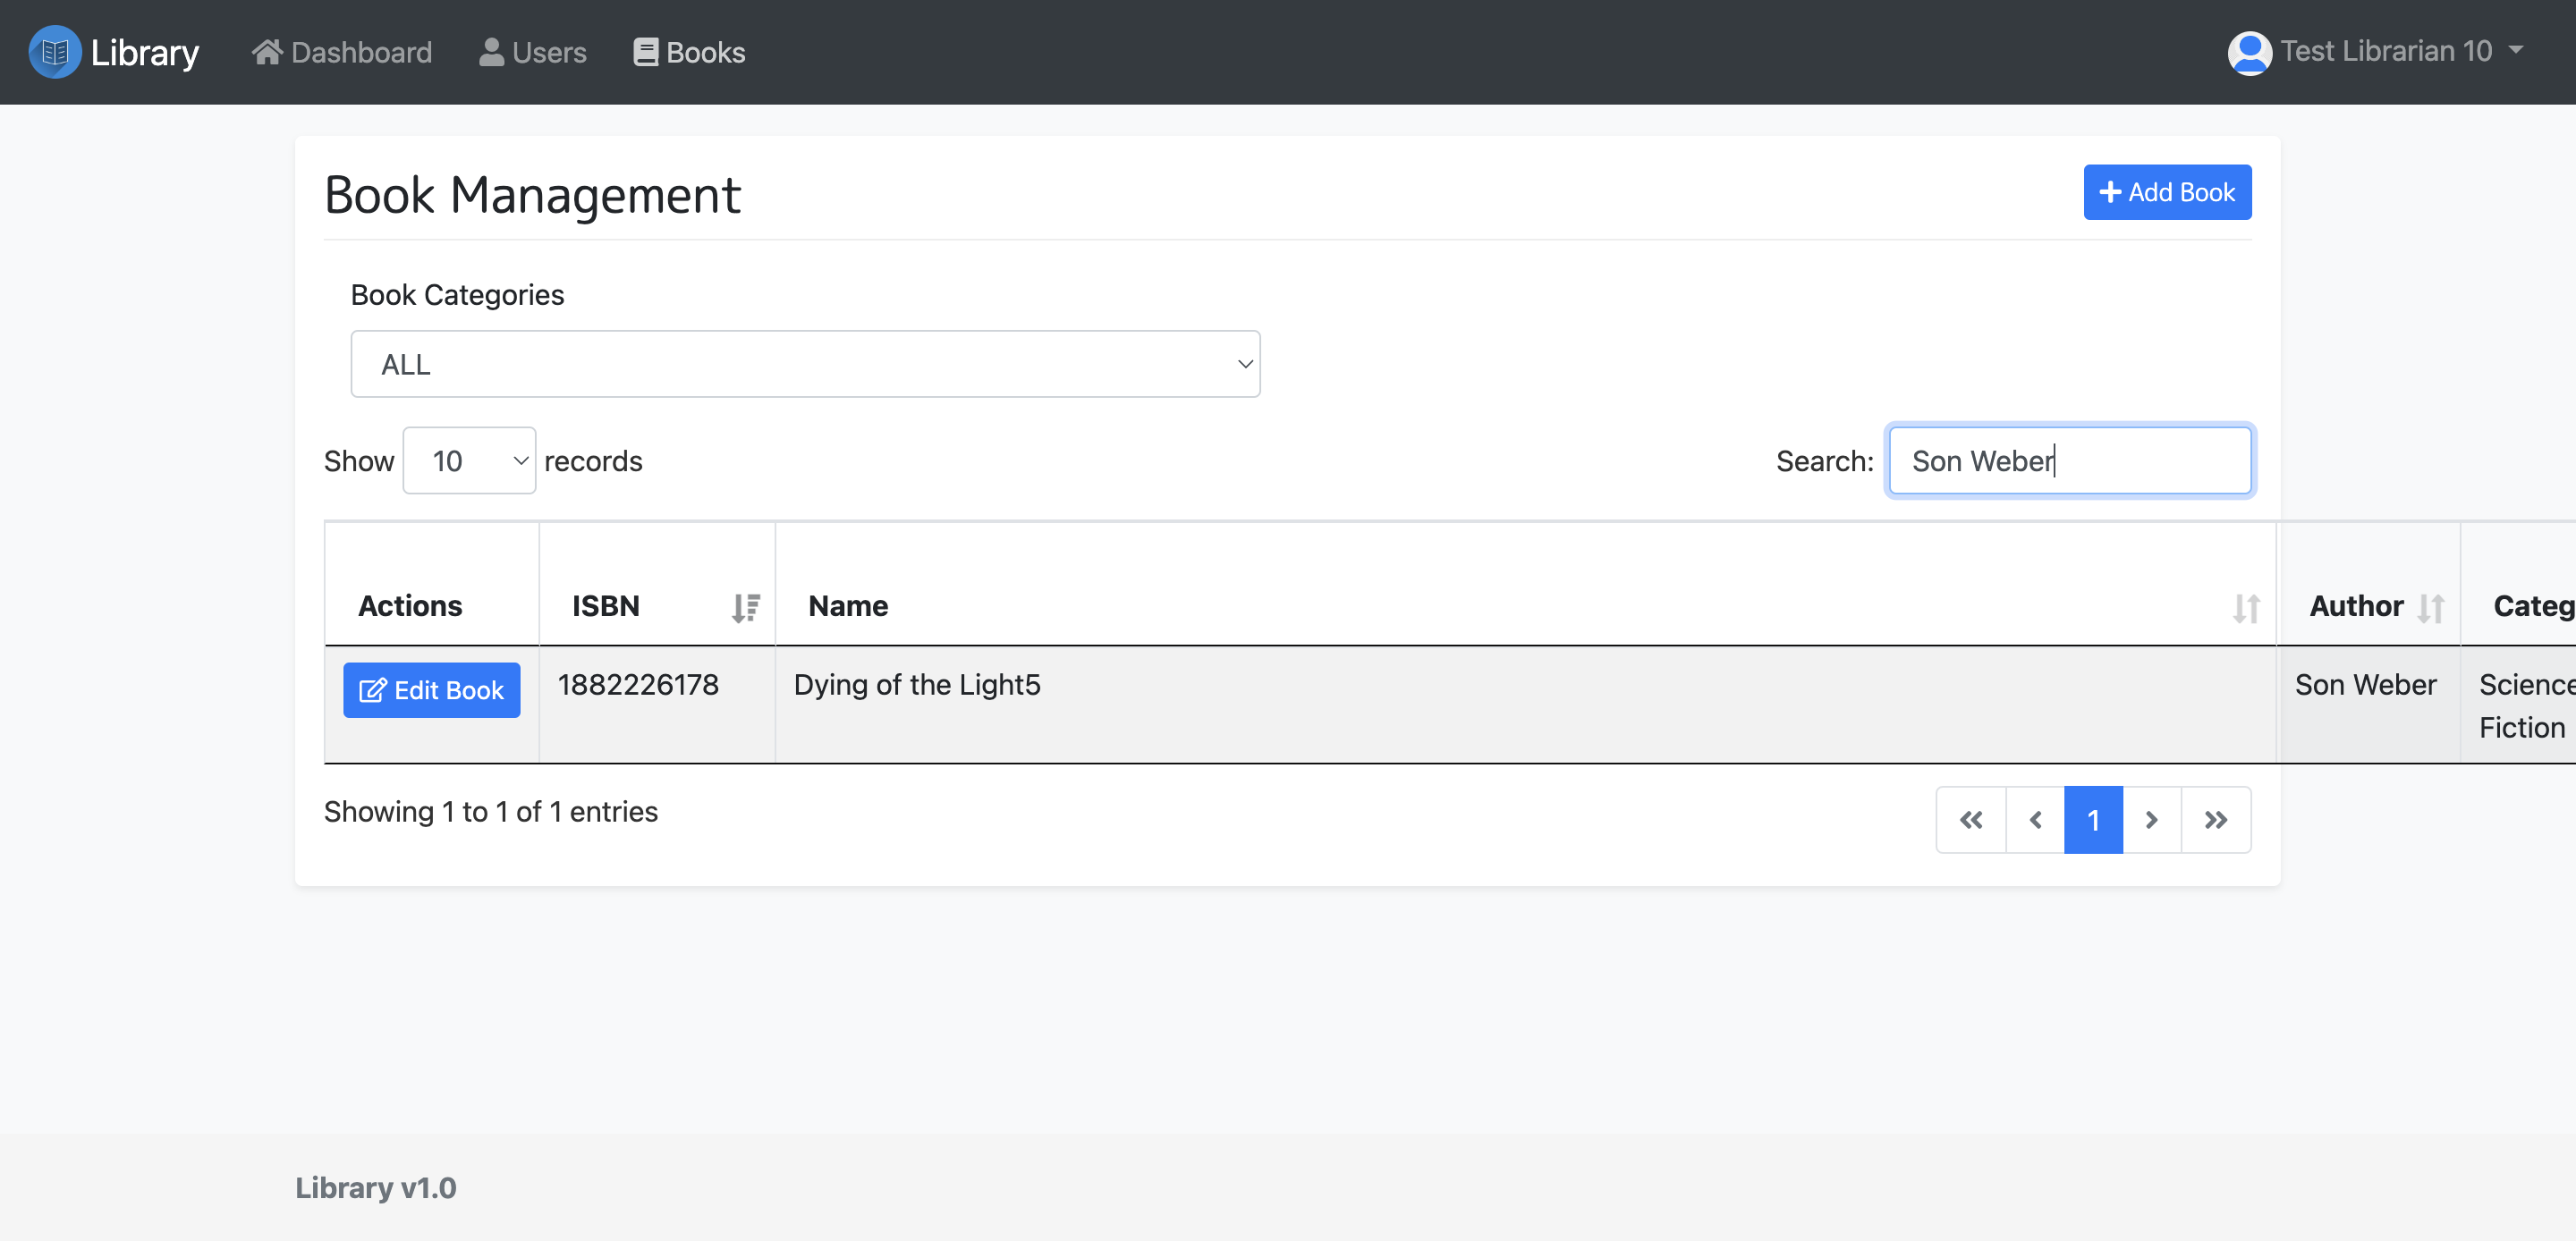 Library Dashboard Users Books Test Librarian 10
Book Management
Add Book
Book Categories
ALL
Show 10 records
Search: Son Weber
Actions ISBN Name Author Categ
Edit Book 1882226178 Dying of the Light5 Son Weber Science
Fiction
Showing 1 to 1 of 1 entries
1
Library v1.0